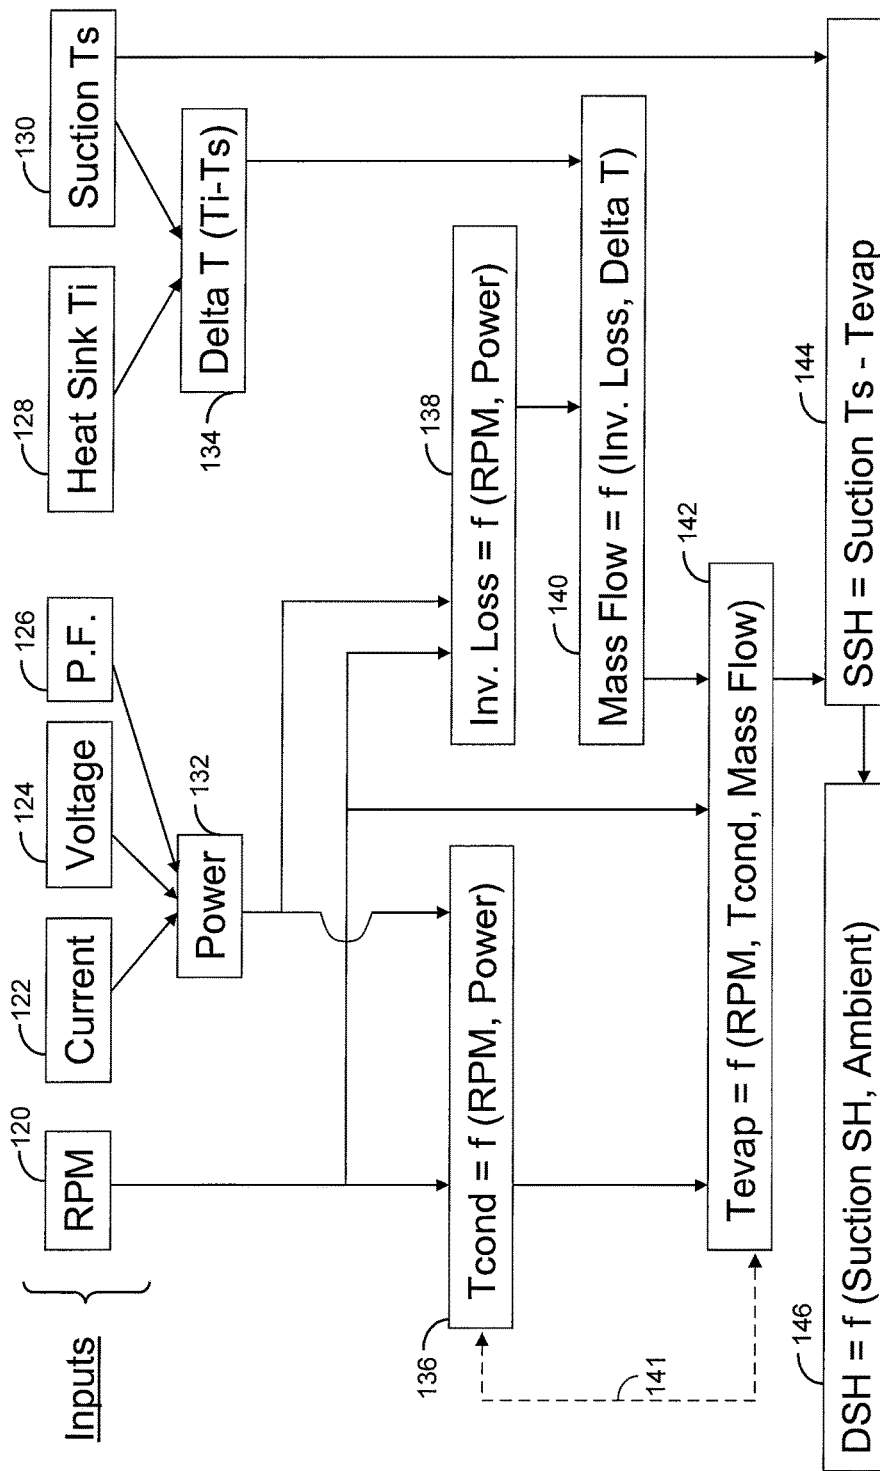 Inputs
120
RPM
122
Current
124
Voltage
126
P.F.
128
Heat Sink Ti
130
Suction Ts
132
Power
134
Delta T (Ti-Ts)
136
Tcond = f (RPM, Power)
138
Inv. Loss = f (RPM, Power)
140
Mass Flow = f (Inv. Loss, Delta T)
141
142
Tevap = f (RPM, Tcond, Mass Flow)
144
SSH = Suction Ts - Tevap
146
DSH = f (Suction SH, Ambient)